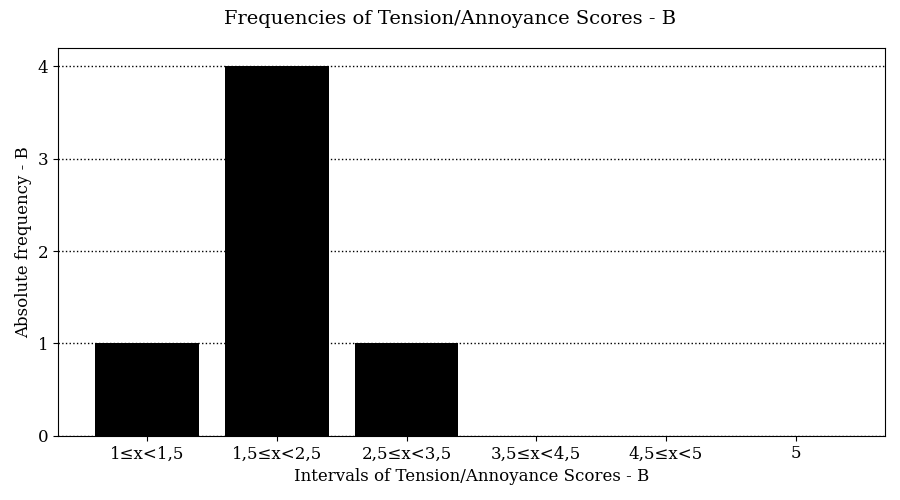 Frequencies of Tension/Annoyance Scores - B
Absolute frequency - B
4
3
2
1
0
1≤x<1,5 1,5≤x<2,5 2,5≤x<3,5 3,5≤x<4,5 4,5≤x<5 5
Intervals of Tension/Annoyance Scores - B